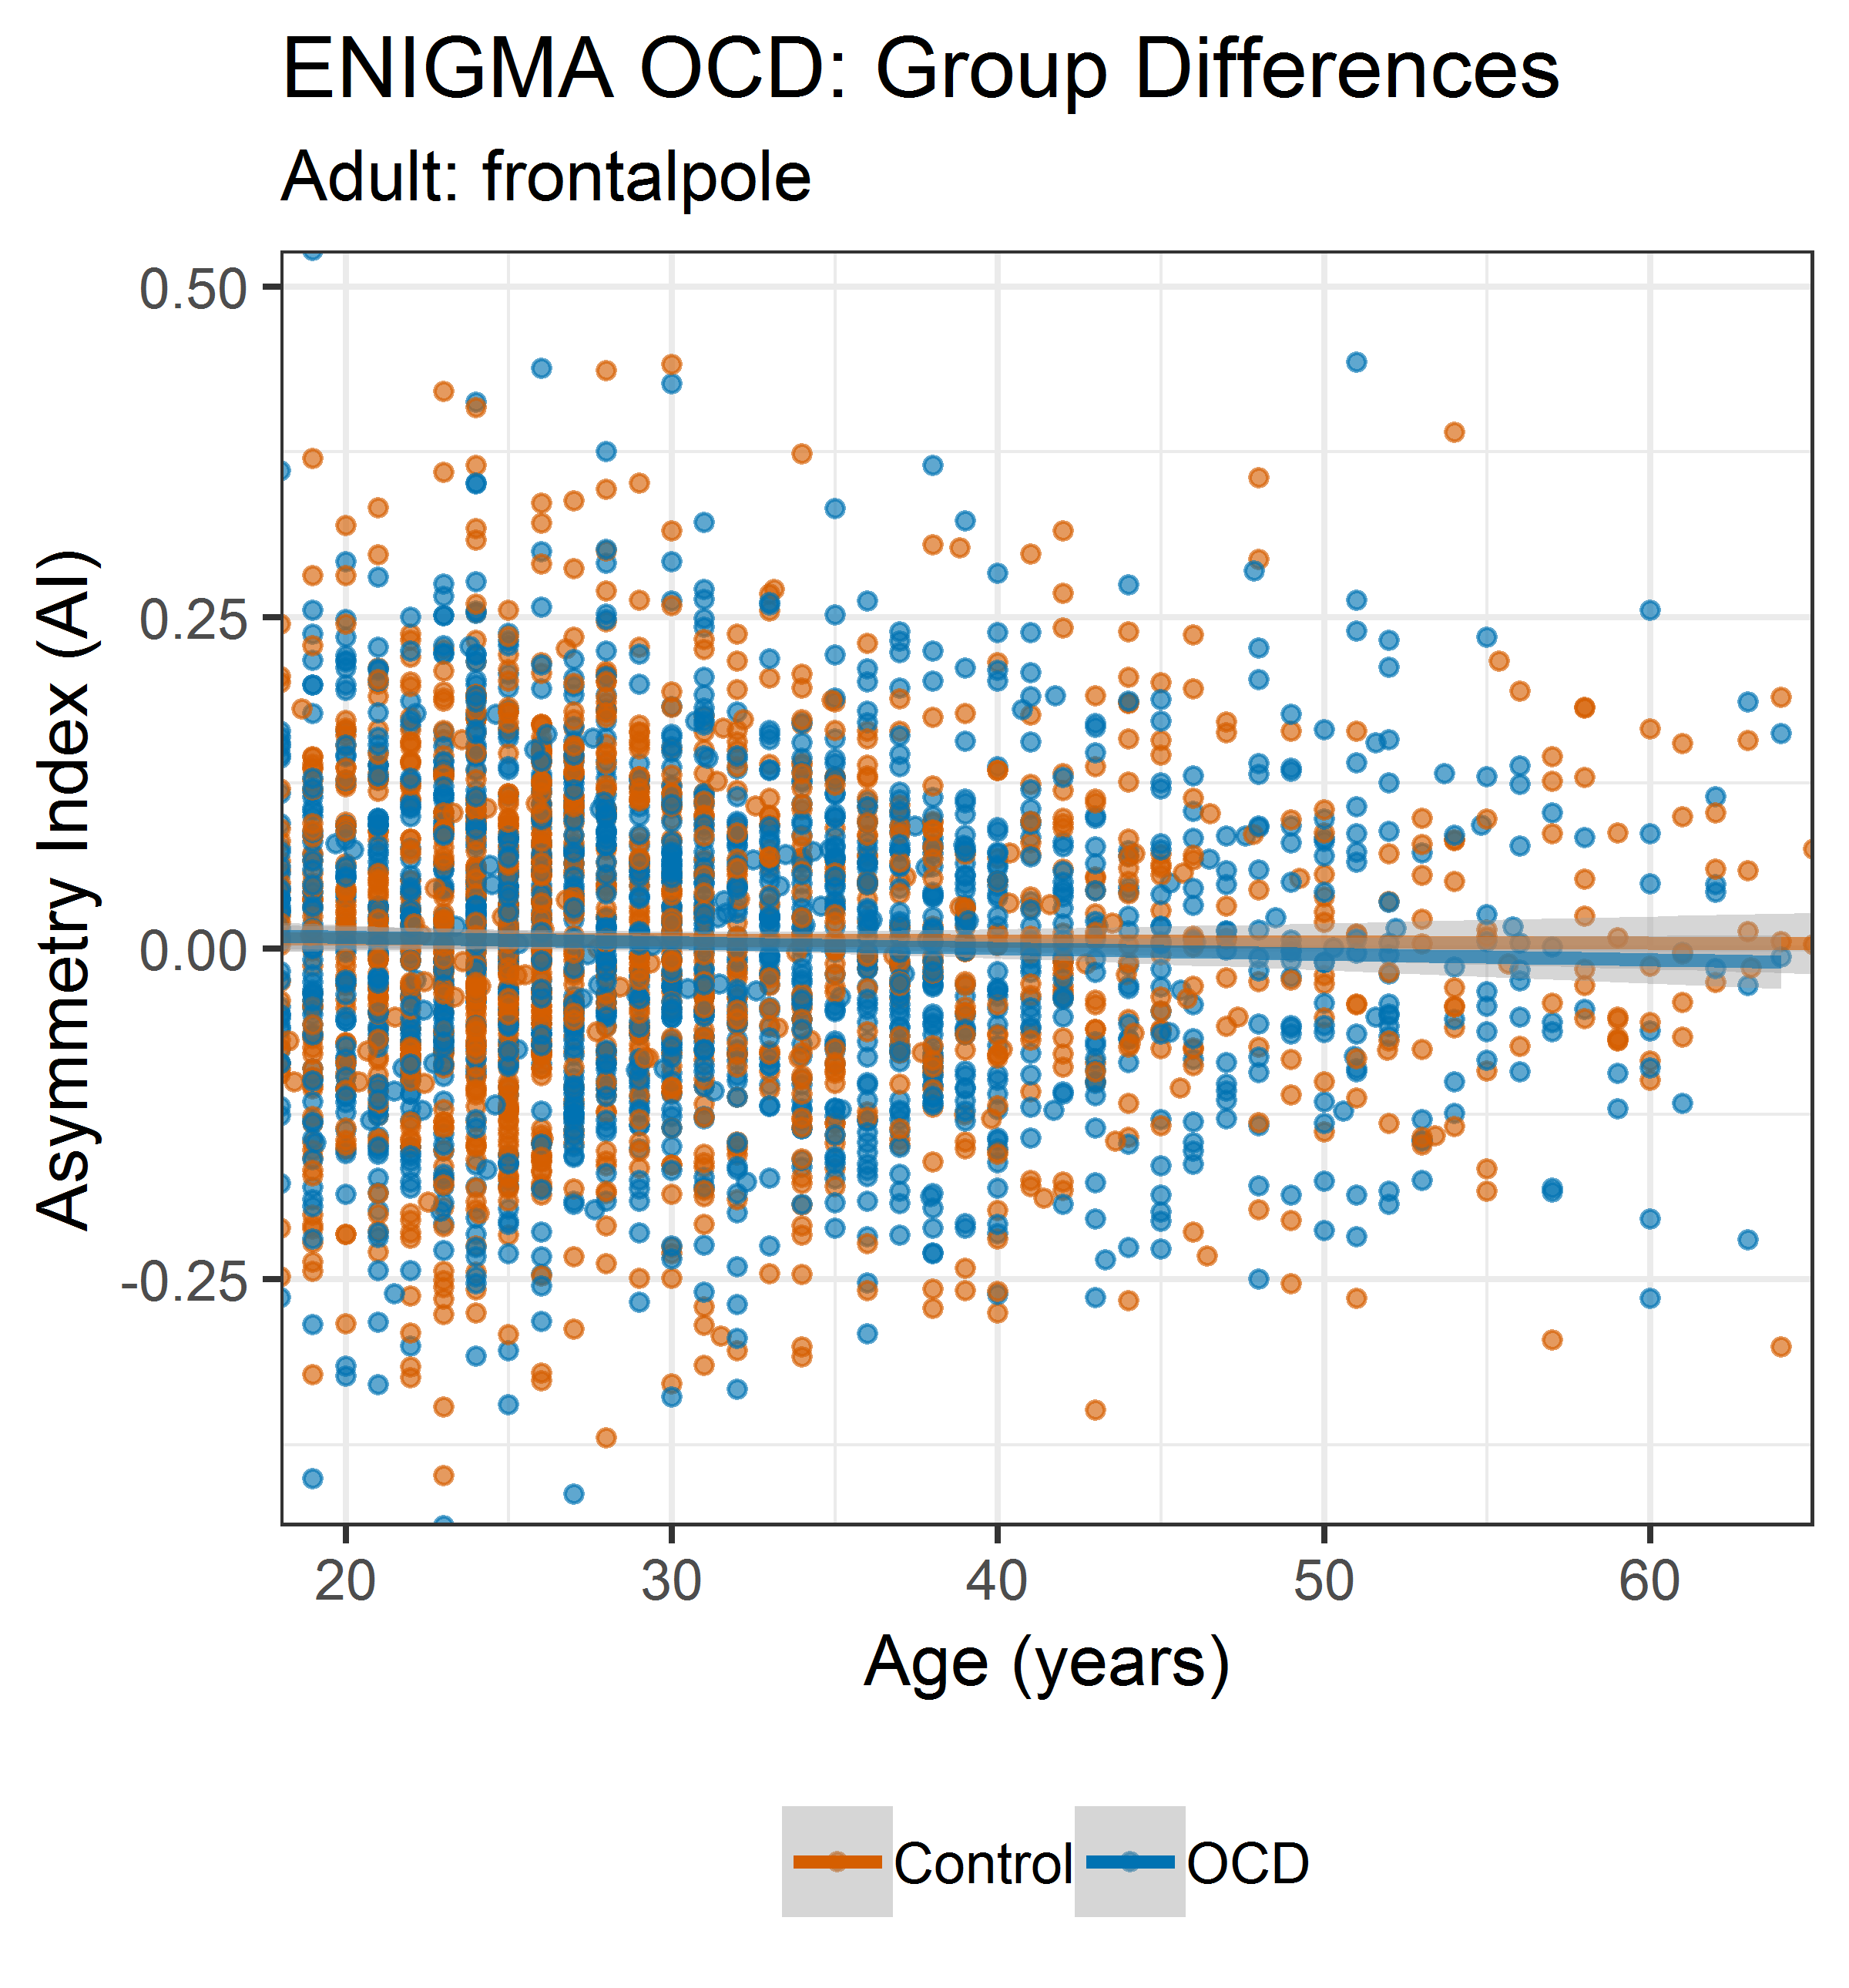 ENIGMA OCD: Group Differences
Adult: frontalpole
Asymmetry Index (AI)
0.50
0.25
0.00
-0.25
20 30 40 50 60
Age (years)
Control OCD